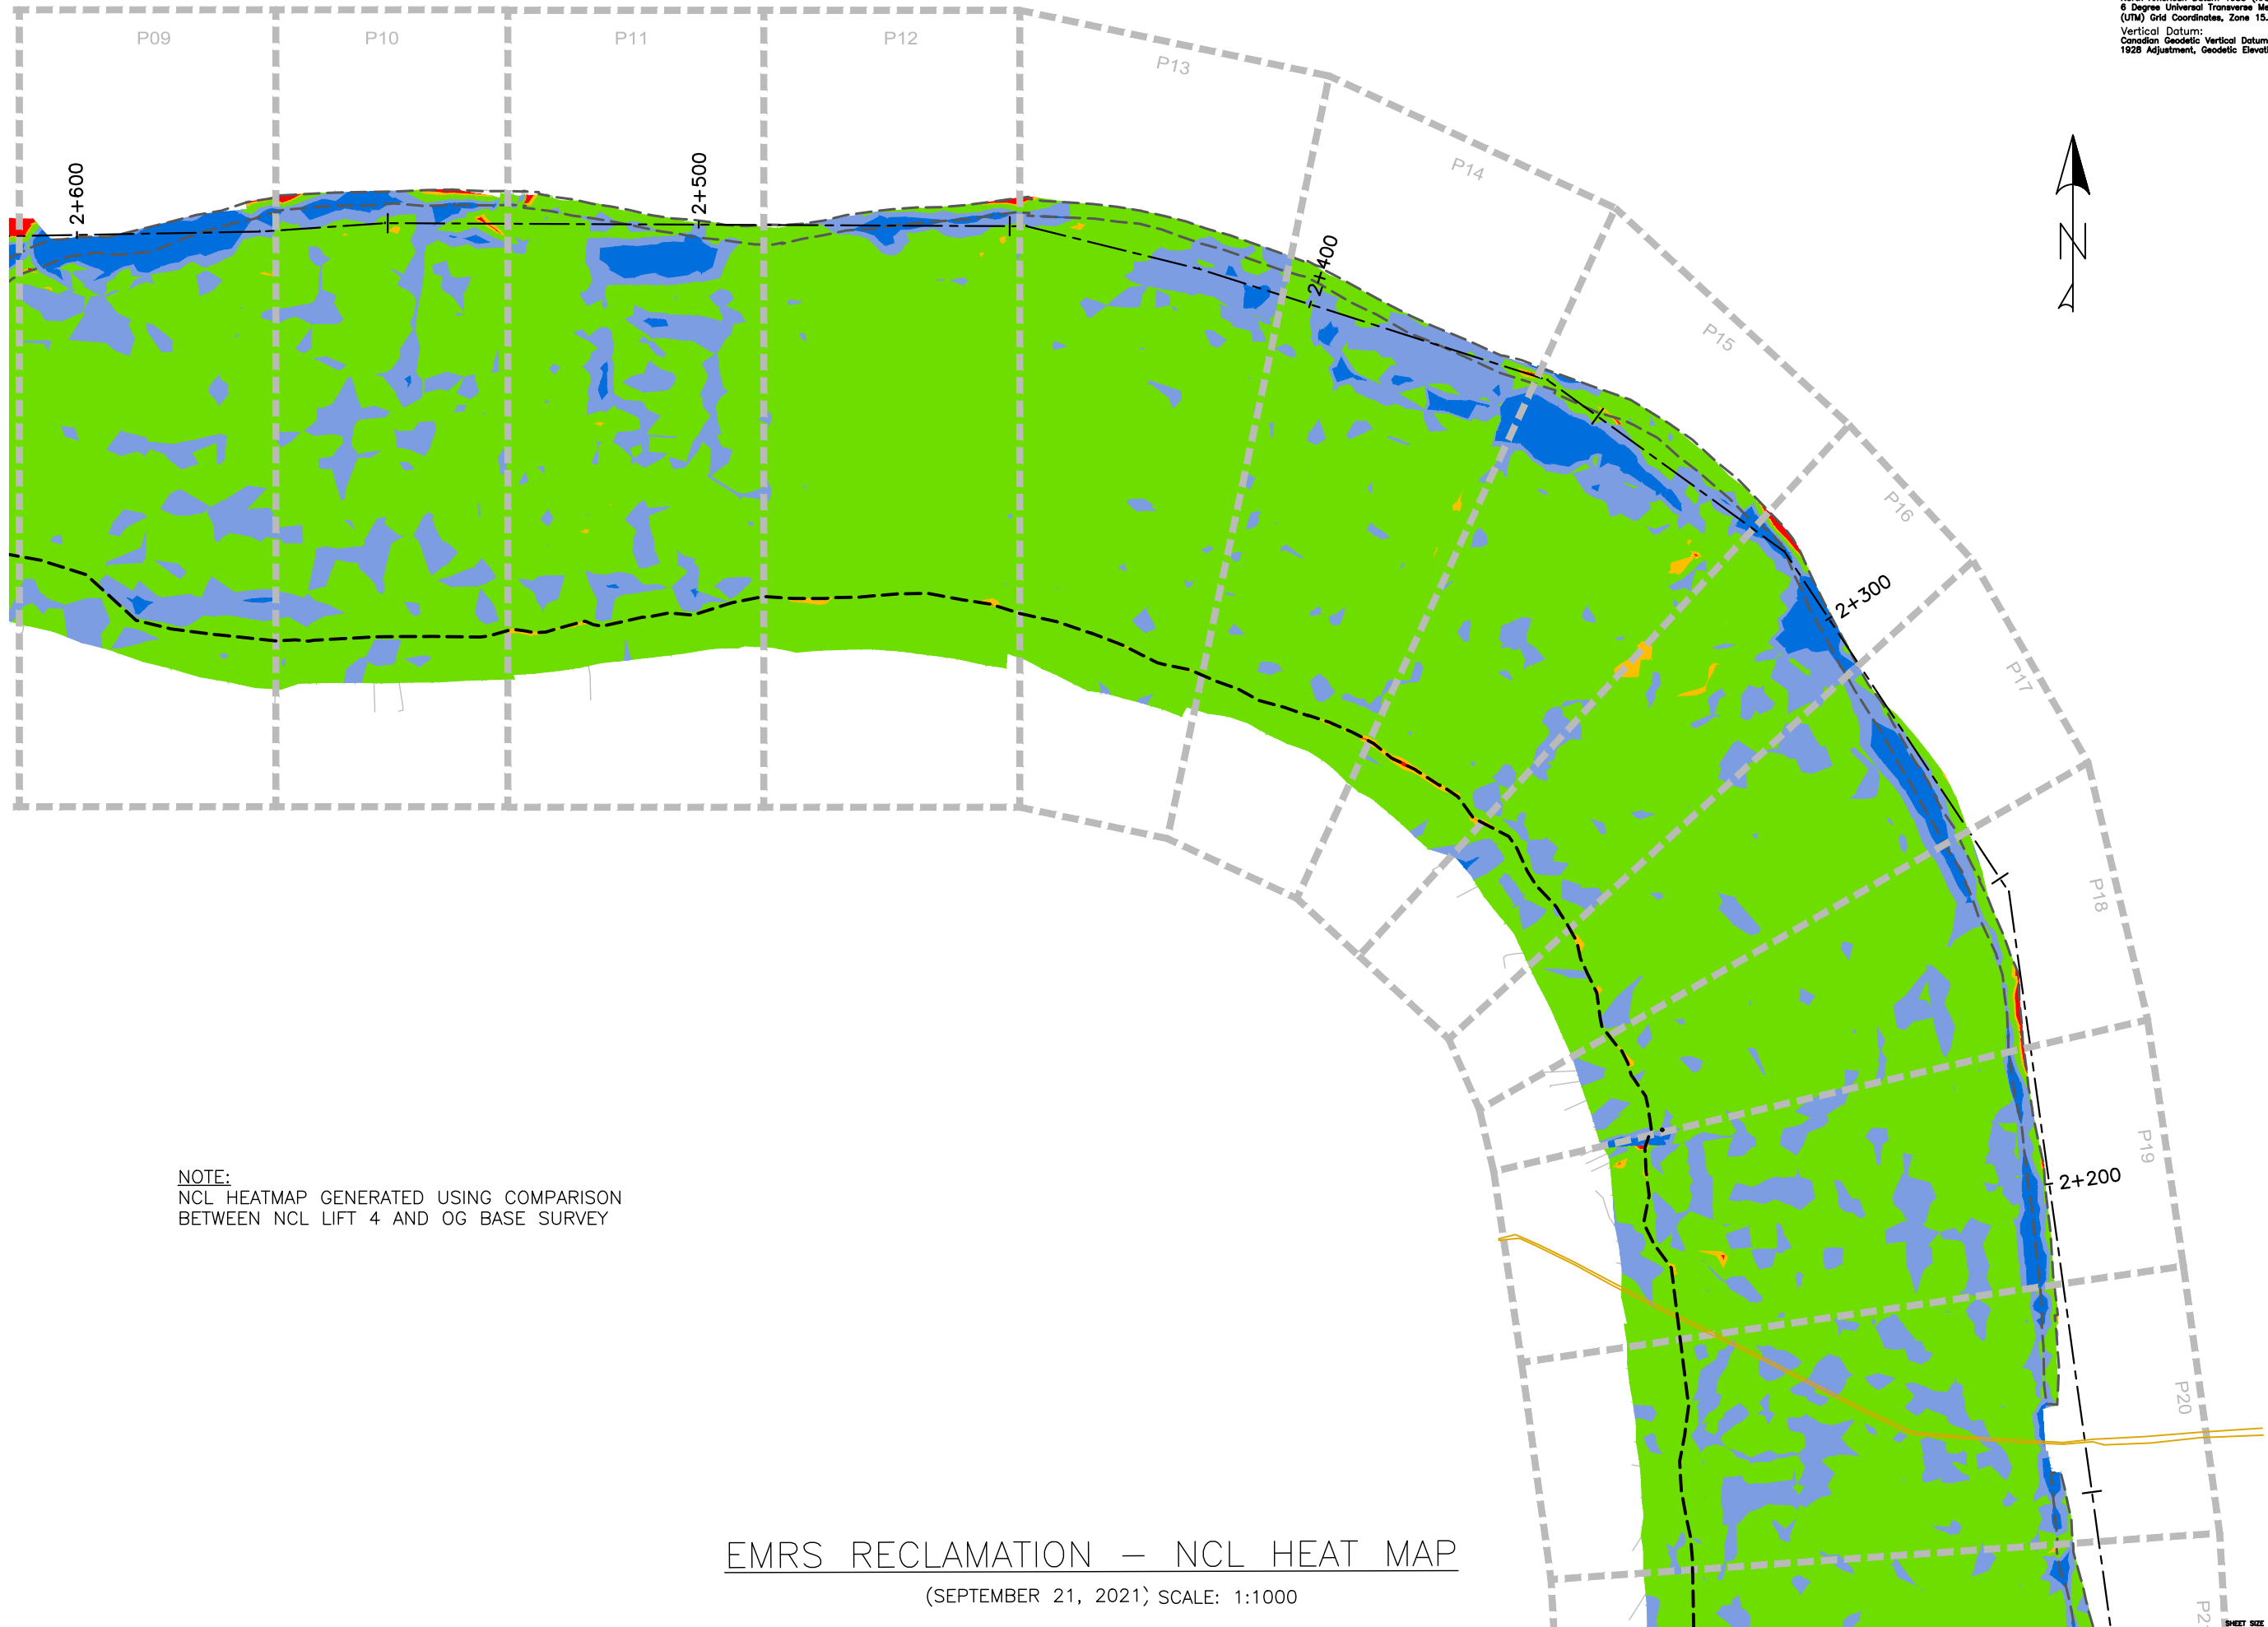 6 Degree Universal Transverse Me
(UTM) Grid Coordinates, Zone 15.
Vertical Datum:
Canadian Geodetic Vertical Datum
1928 Adjustment, Geodetic Elevati
P09
P10
P11
P12
P13
P14
P15
P16
P17
P18
P19
P20
P2
2+600
2+500
2+400
2+300
2+200
N
NOTE:
NCL HEATMAP GENERATED USING COMPARISON
BETWEEN NCL LIFT 4 AND OG BASE SURVEY
EMRS RECLAMATION – NCL HEAT MAP
(SEPTEMBER 21, 2021) SCALE: 1:1000
SHEET SIZE